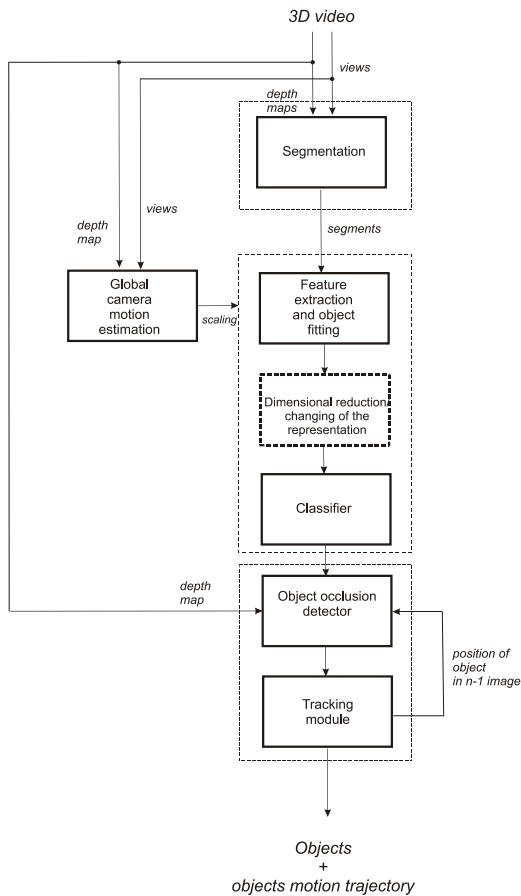 3D video
views
depth
maps
Segmentation
depth
map
views
segments
Global
camera
motion
estimation
scaling
Feature
extraction
and object
fitting
Dimensional reduction/
changing of the
representation
Classifier
depth
map
Object occlusion
detector
position of
object
in n-1 image
Tracking
module
Objects
+
objects motion trajectory